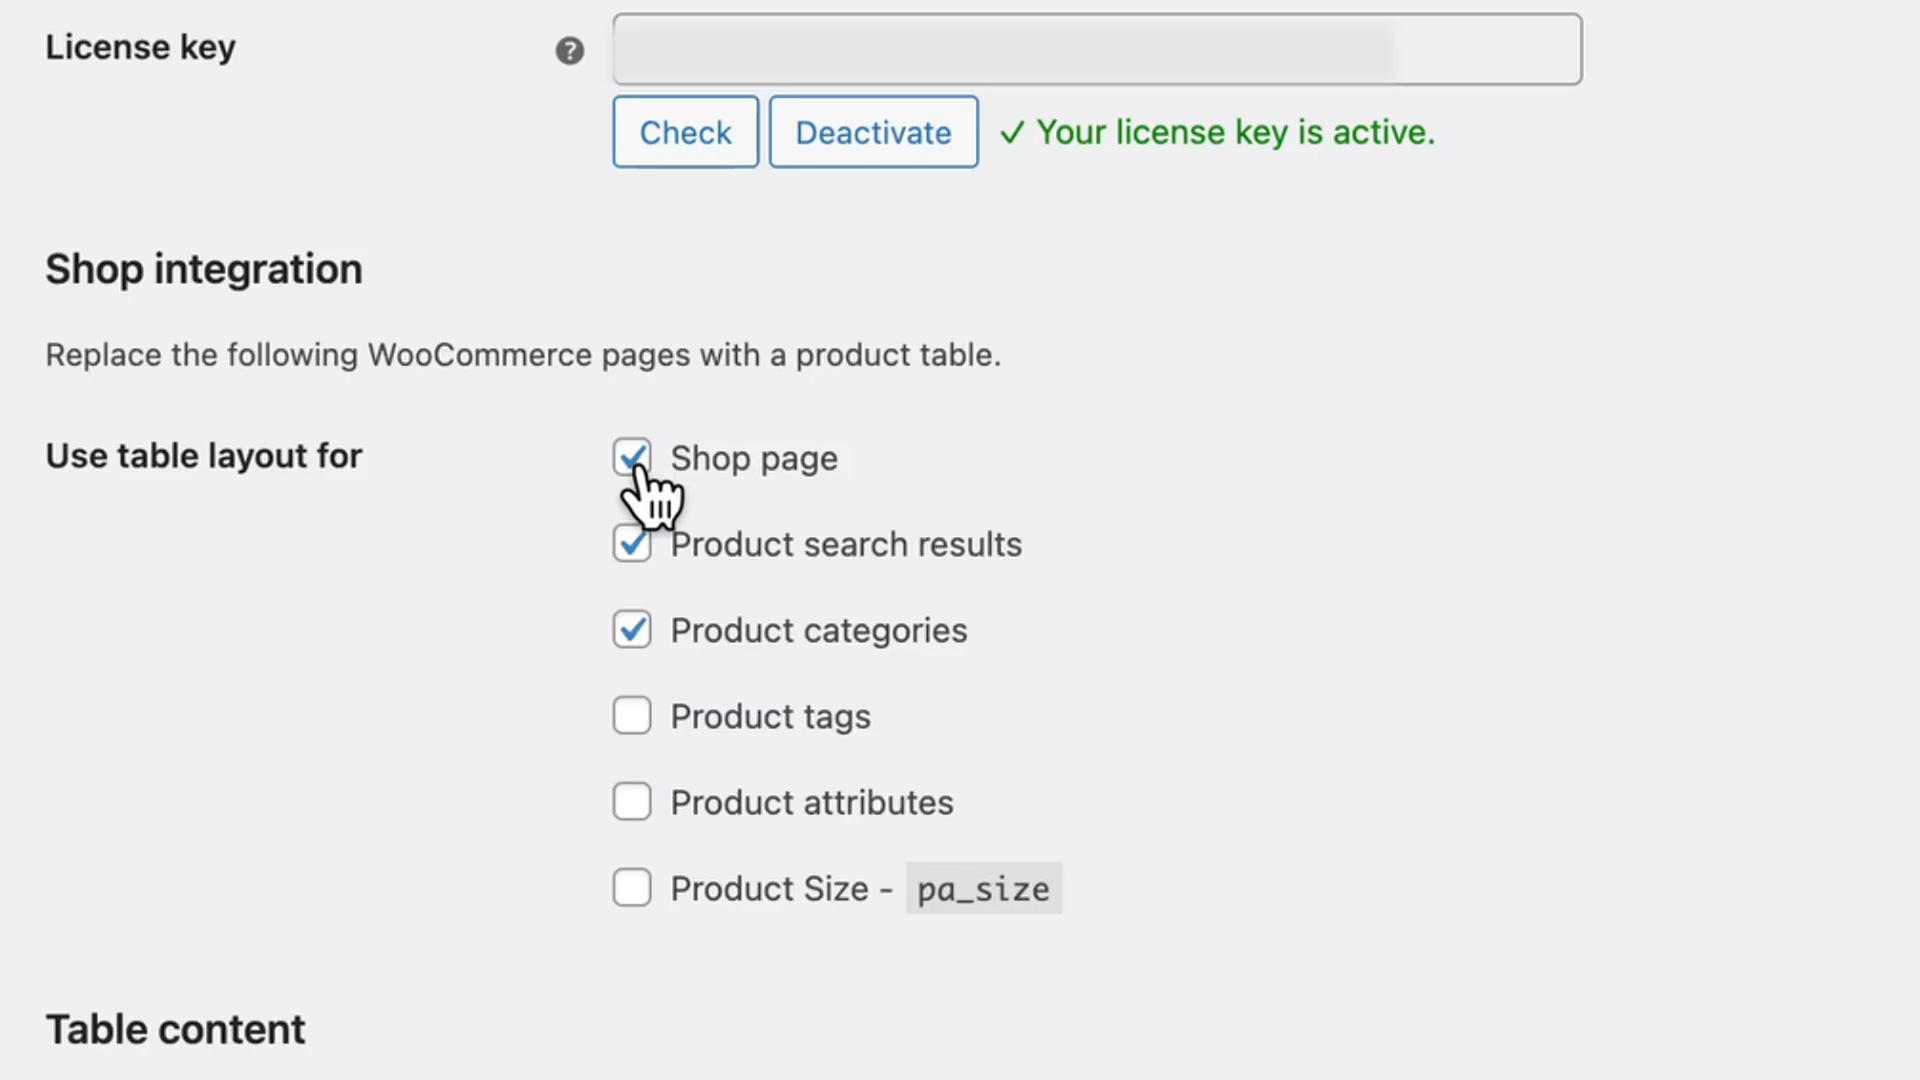 License key
?
Check Deactivate ✓ Your license key is active.
Shop integration
Replace the following WooCommerce pages with a product table.
Use table layout for
Shop page
Product search results
Product categories
Product tags
Product attributes
Product Size - pa_size
Table content